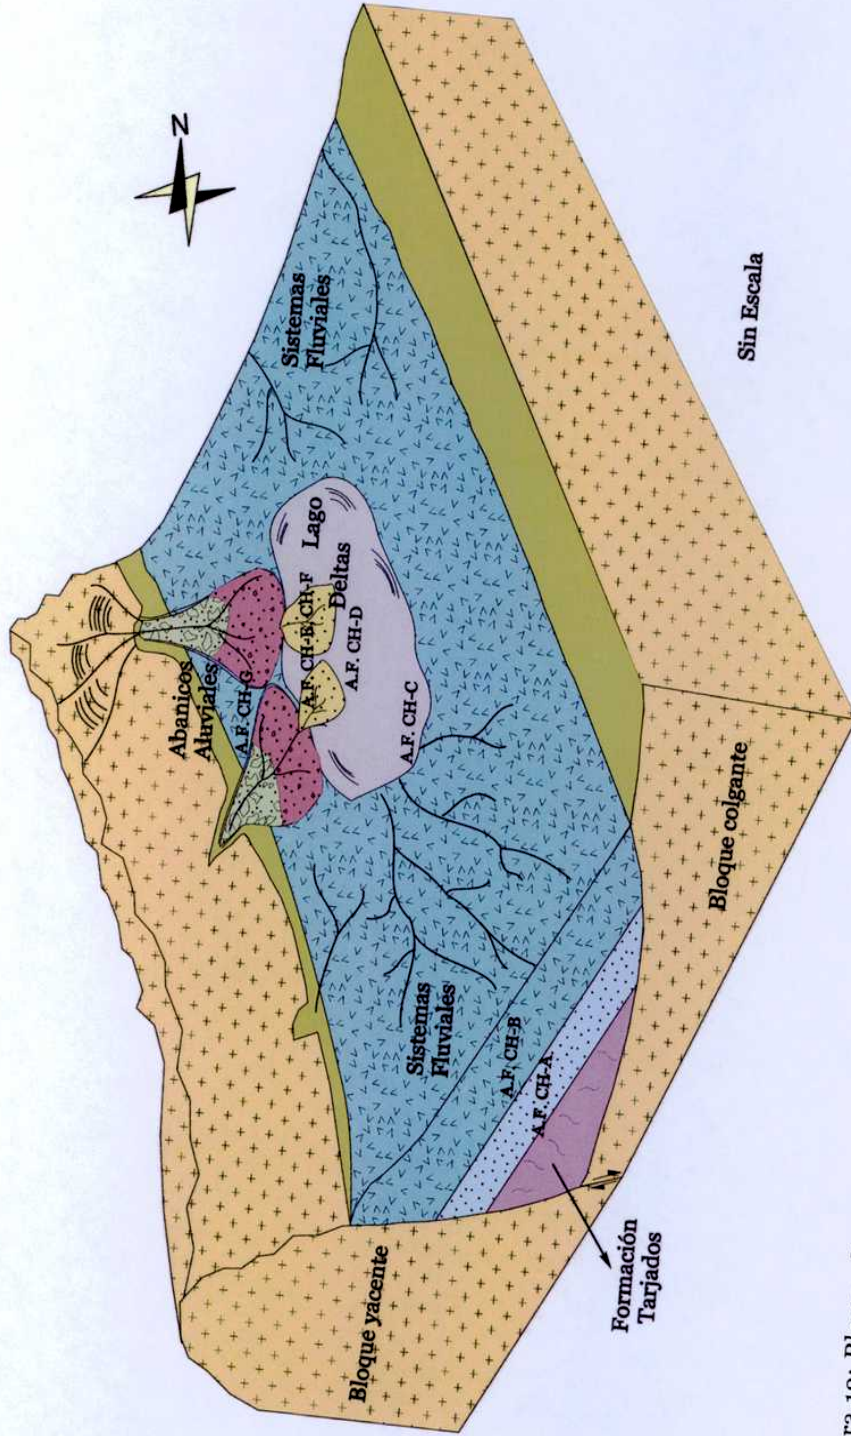 N
Abanicos
Aluviales
A.F. CH-G
Sistemas
Fluviales
Lago
A.F. CH-F
Deltas
A.F. CH-D
A.F. CH-C
Sistemas
Fluviales
A.F. CH-B
A.F. CH-A
Bloque yacente
Formación
Tarjados
Bloque colgante
Sin Escala